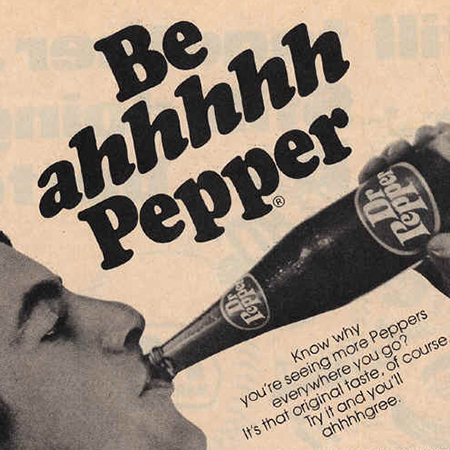 Be
ahhhhh
Pepper®
Dr
Pepper
Dr
Pepper
Know why
you're seeing more Peppers
everywhere you go?
It's that original taste, of course.
Try it and you'll
ahhhhgree.